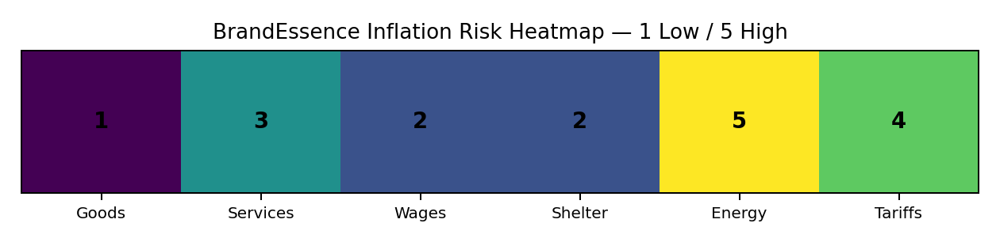 BrandEssence Inflation Risk Heatmap — 1 Low / 5 High
1 3 2 2 5 4
Goods Services Wages Shelter Energy Tariffs